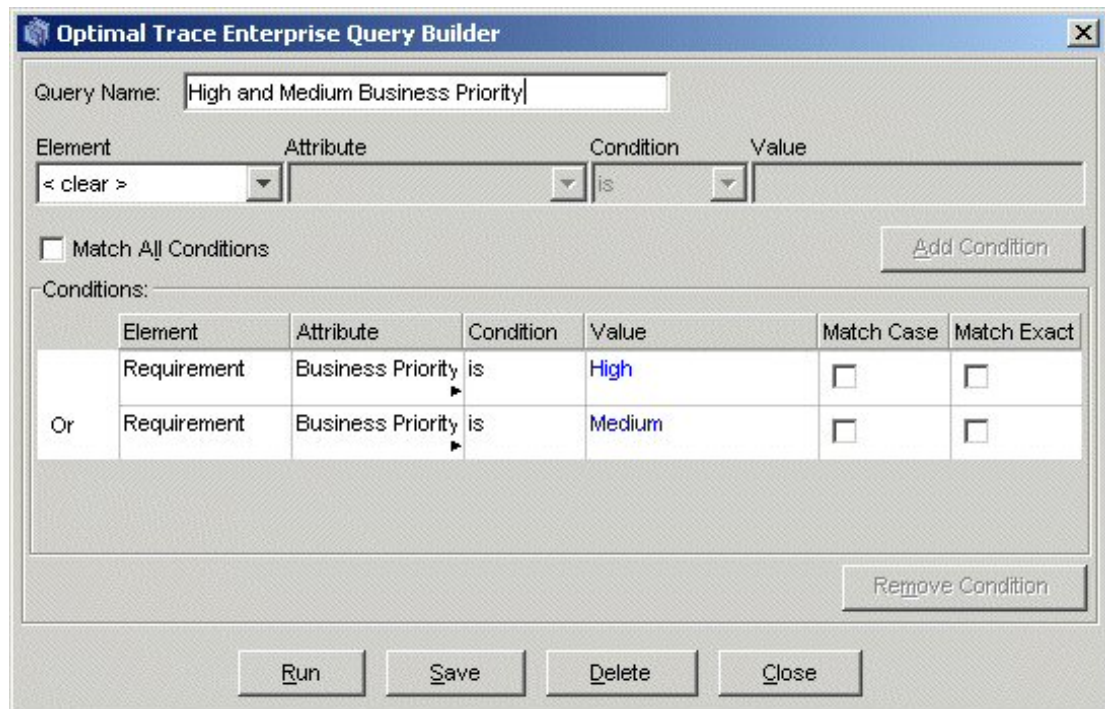 Optimal Trace Enterprise Query Builder
Query Name: High and Medium Business Priority
Element Attribute Condition Value
< clear > is
Match All Conditions Add Condition
Conditions:
Element Attribute Condition Value Match Case Match Exact
Requirement Business Priority is High
Or Requirement Business Priority is Medium
Remove Condition
Run Save Delete Close